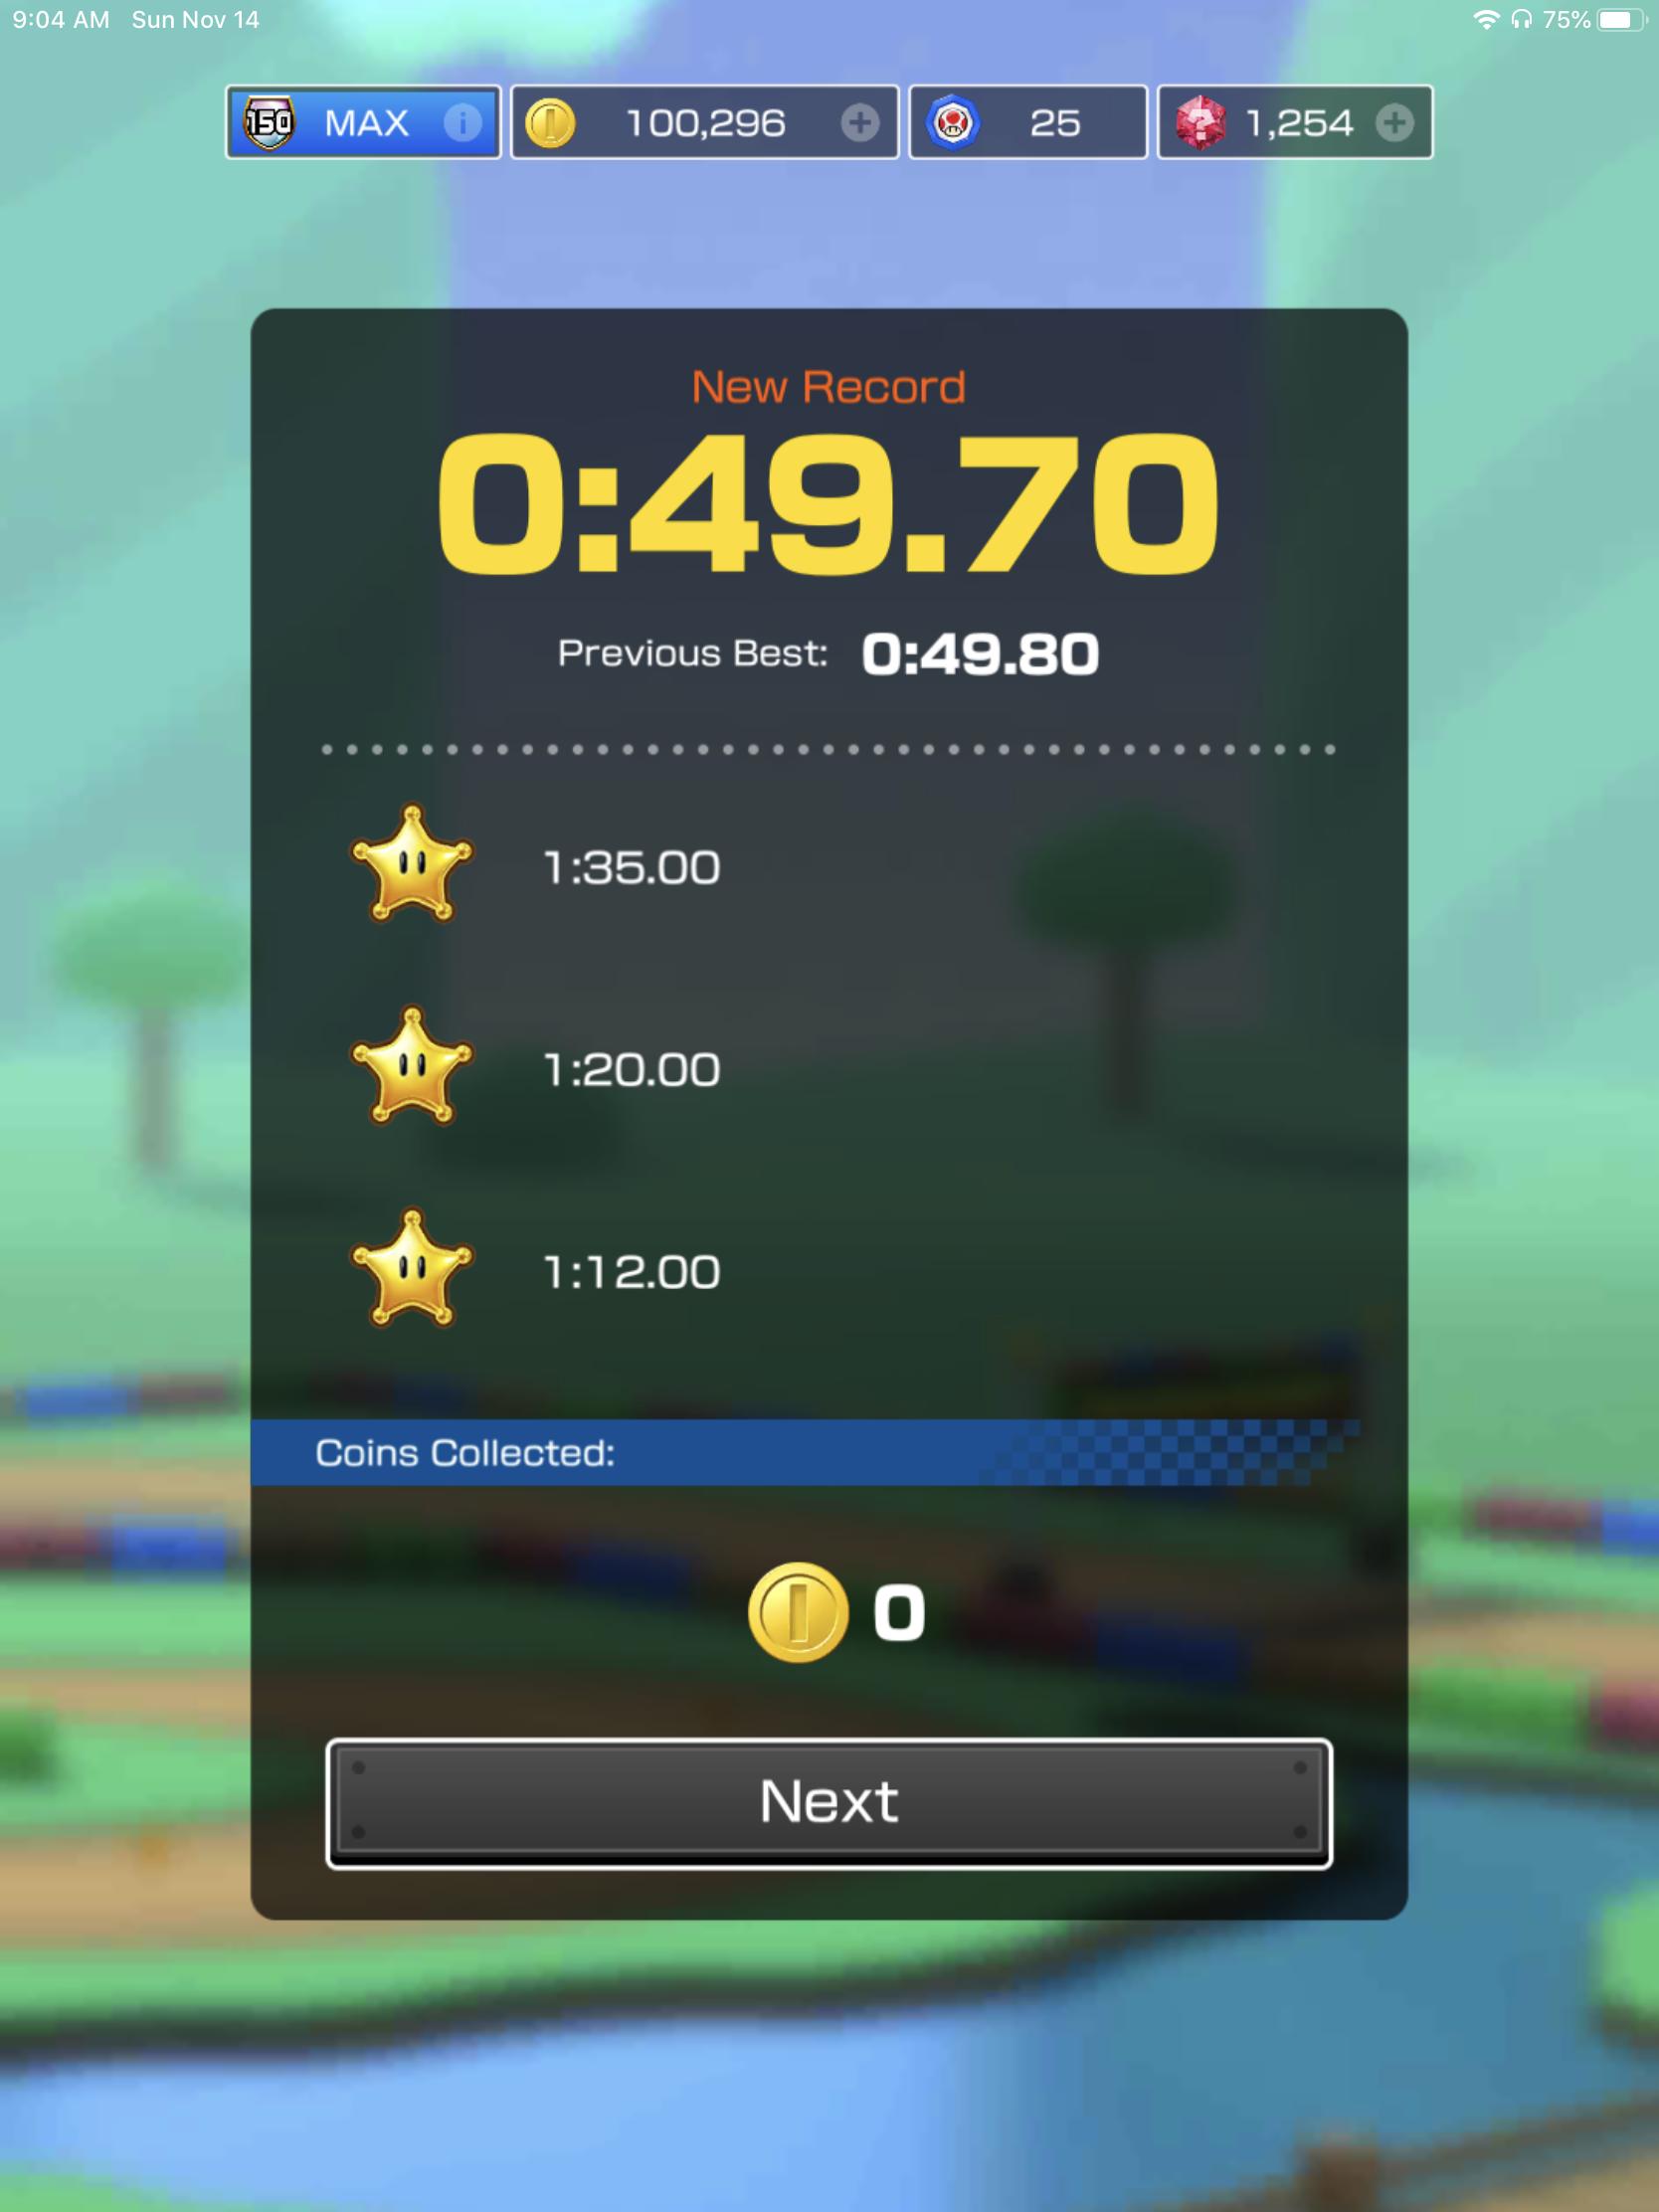 9:04 AM Sun Nov 14 75%
150 MAX i 100,296 + 25 ? 1,254 +
New Record
0:49.70
Previous Best: 0:49.80
1:35.00
1:20.00
1:12.00
Coins Collected:
0
Next